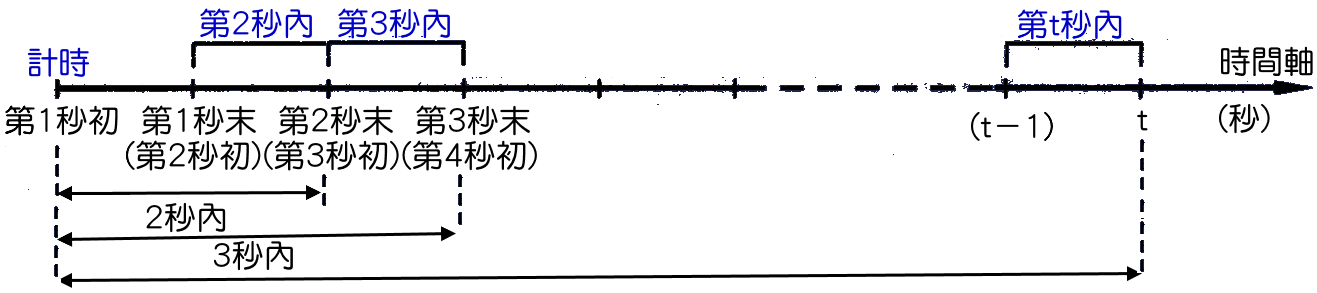 第2秒內 第3秒內 第t秒內
計時 時間軸
第1秒初 第1秒末 第2秒末 第3秒末 (t-1) t (秒)
(第2秒初)(第3秒初)(第4秒初)
2秒內
3秒內